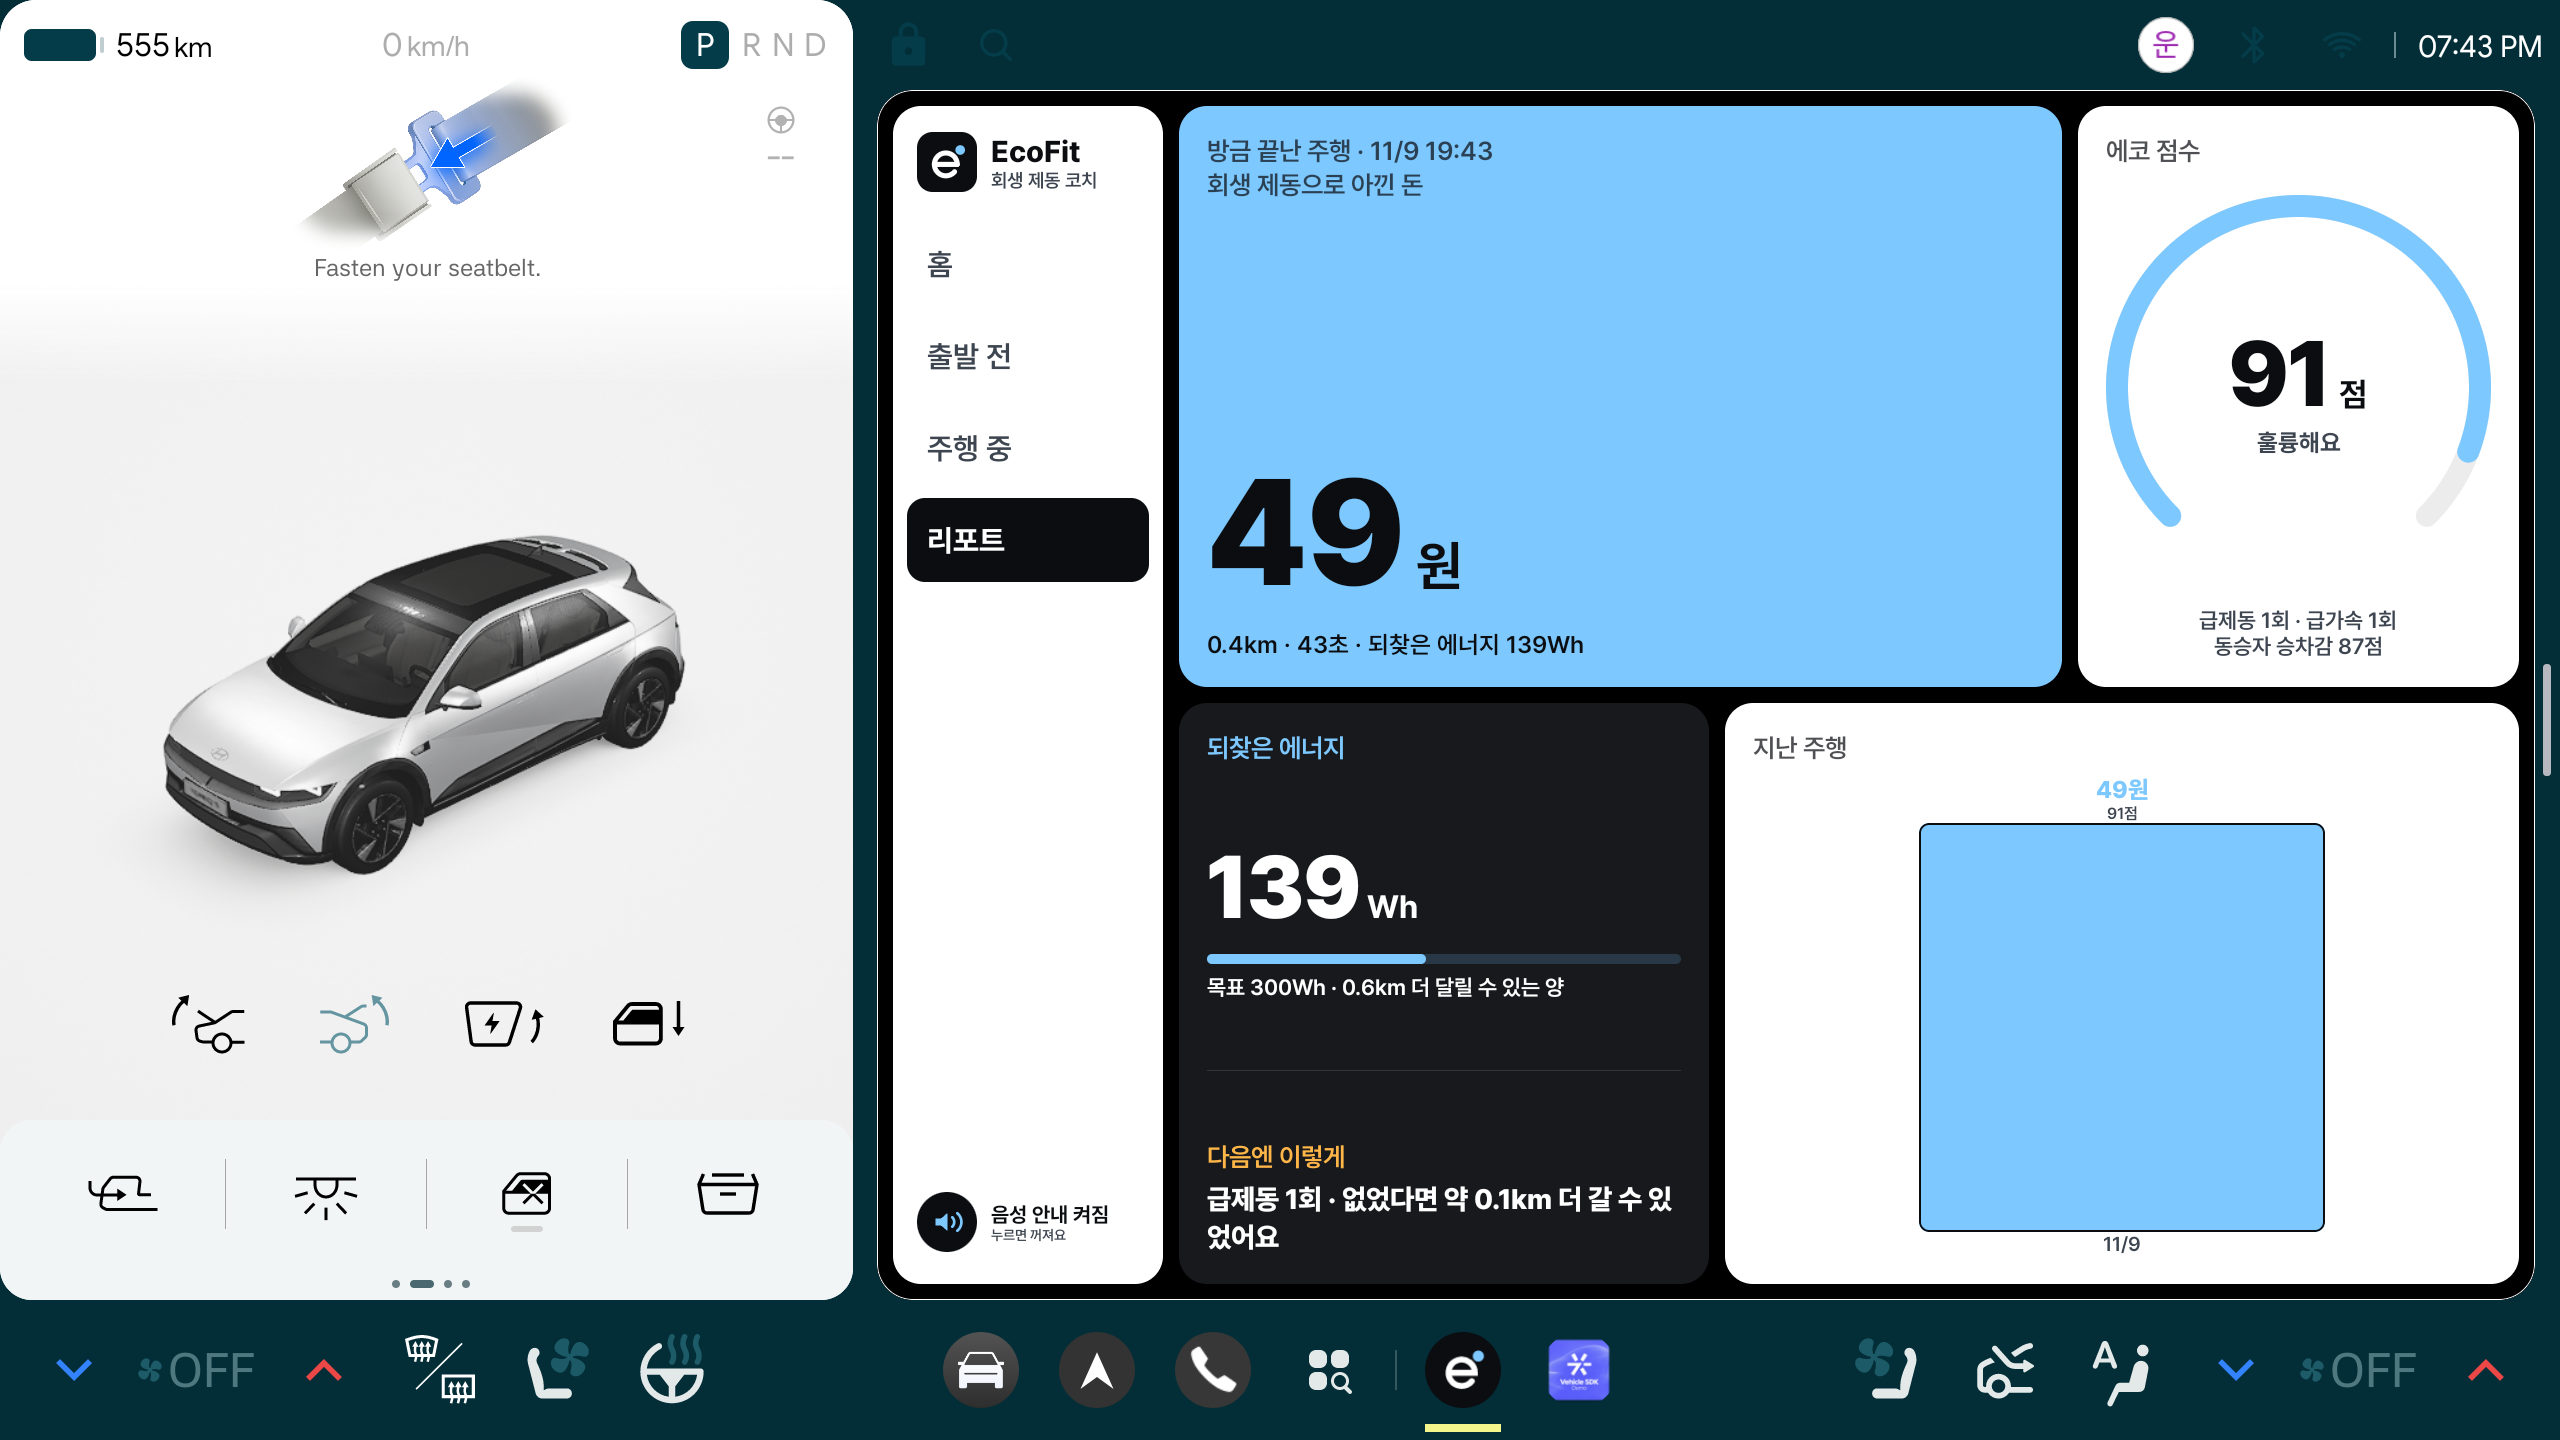 555 km
0 km/h
P R N D
Fasten your seatbelt.
--
OFF
운
07:43 PM
EcoFit
회생 제동 코치
홈
출발 전
주행 중
리포트
음성 안내 켜짐
누르면 꺼져요
방금 끝난 주행 · 11/9 19:43
회생 제동으로 아낀 돈
49 원
0.4km · 43초 · 되찾은 에너지 139Wh
에코 점수
91 점
훌륭해요
급제동 1회 · 급가속 1회
동승자 승차감 87점
되찾은 에너지
139 Wh
목표 300Wh · 0.6km 더 달릴 수 있는 양
다음엔 이렇게
급제동 1회 · 없었다면 약 0.1km 더 갈 수 있
었어요
지난 주행
49원
91점
11/9
e
Vehicle SDK
Demo
A
OFF